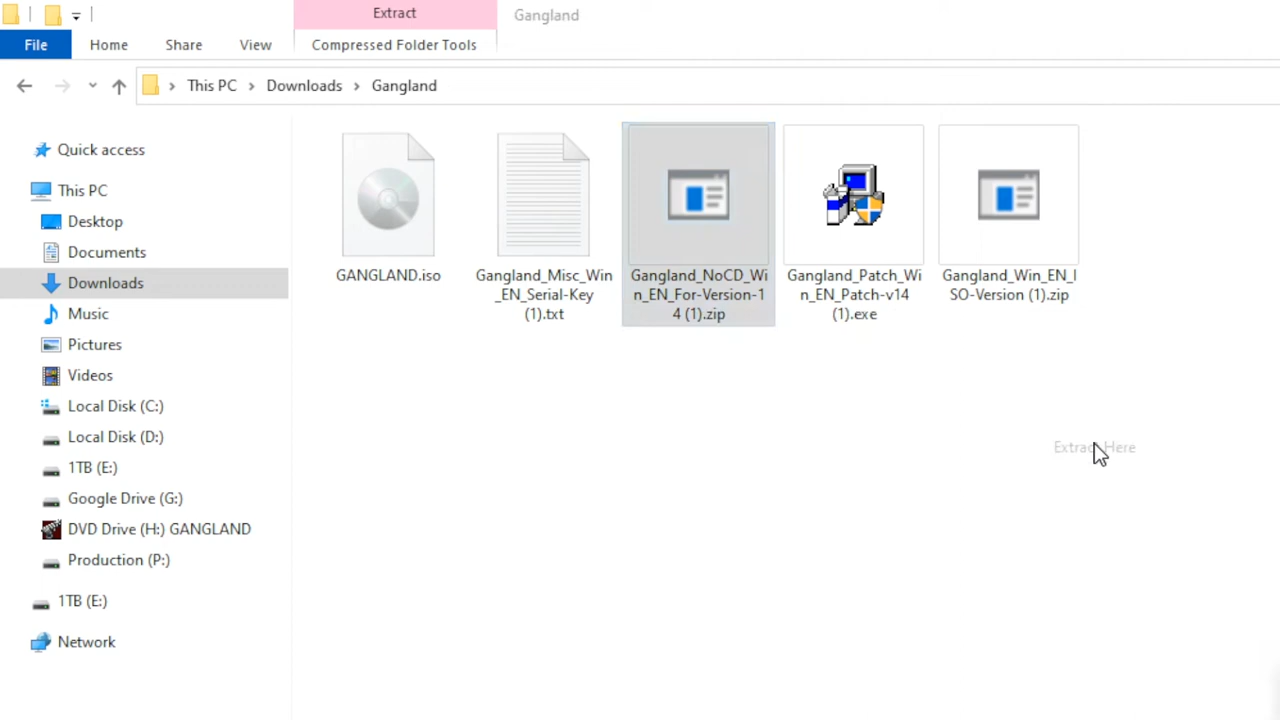 Extract
Gangland
File
Home
Share
View
Compressed Folder Tools
This PC
Downloads
Gangland
Quick access
This PC
Desktop
Documents
Downloads
Music
Pictures
Videos
Local Disk (C:)
Local Disk (D:)
1TB (E:)
Google Drive (G:)
DVD Drive (H:) GANGLAND
Production (P:)
1TB (E:)
Network
GANGLAND.iso
Gangland_Misc_Win
_EN_Serial-Key
(1).txt
Gangland_NoCD_Wi
n_EN_For-Version-1
4 (1).zip
Gangland_Patch_Wi
n_EN_Patch-v14
(1).exe
Gangland_Win_EN_I
SO-Version (1).zip
Extract Here